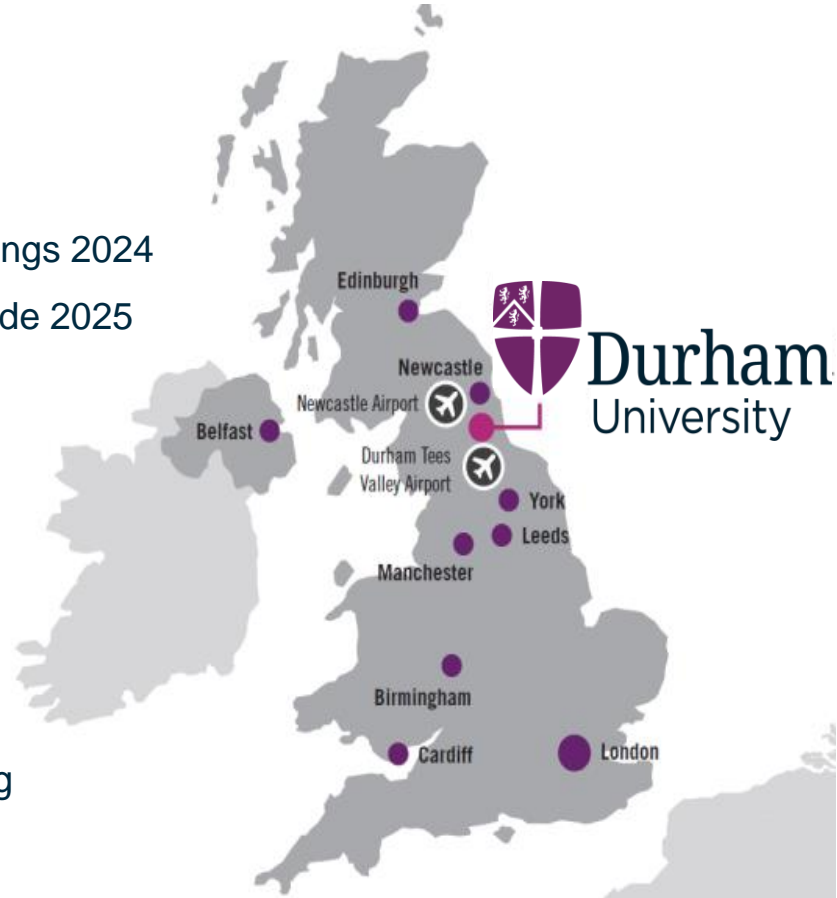 ngs 2024
de 2025
Edinburgh
Newcastle
Newcastle Airport
Durham
University
Belfast
Durham Tees
Valley Airport
York
Leeds
Manchester
Birmingham
Cardiff
London
g